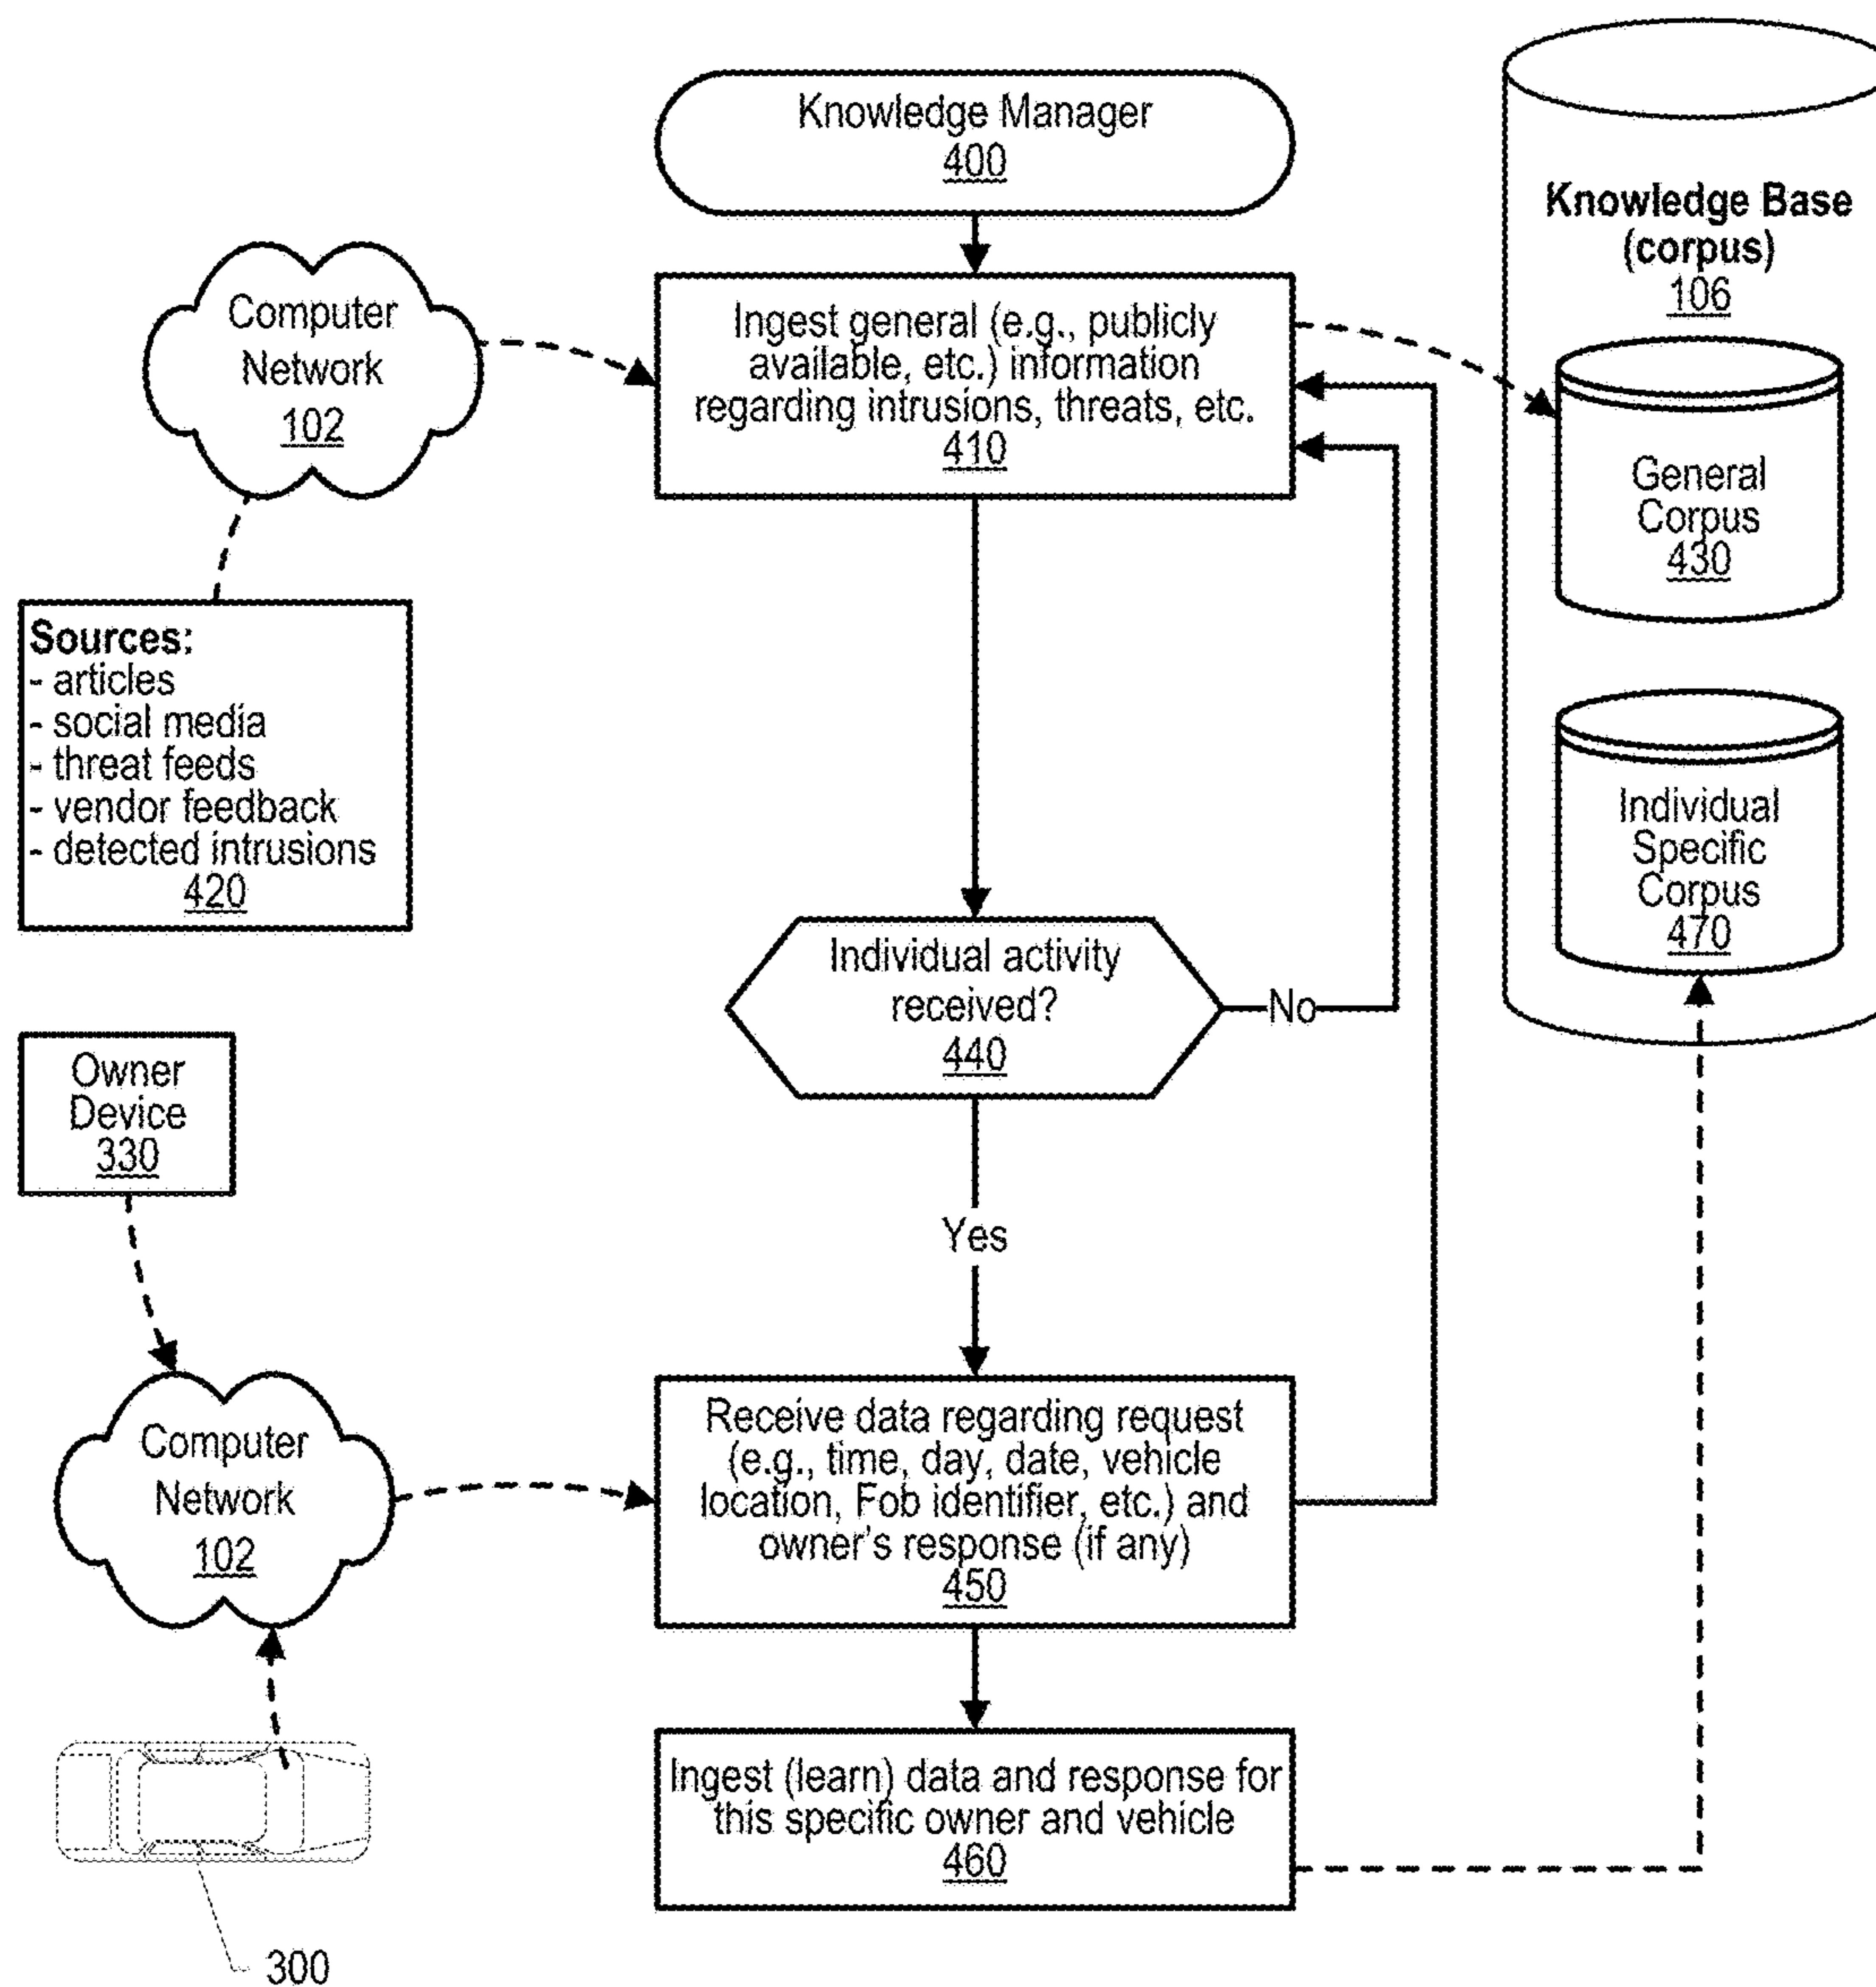 Knowledge Manager
400
Computer
Network
102
Ingest general (e.g., publicly
available, etc.) information
regarding intrusions, threats, etc.
410
Knowledge Base
(corpus)
106
General
Corpus
430
Sources:
- articles
- social media
- threat feeds
- vendor feedback
- detected intrusions
420
Individual
Specific
Corpus
470
Individual activity
received?
440
No
Owner
Device
330
Yes
Computer
Network
102
Receive data regarding request
(e.g., time, day, date, vehicle
location, Fob identifier, etc.) and
owner's response (if any)
450
Ingest (learn) data and response for
this specific owner and vehicle
460
300